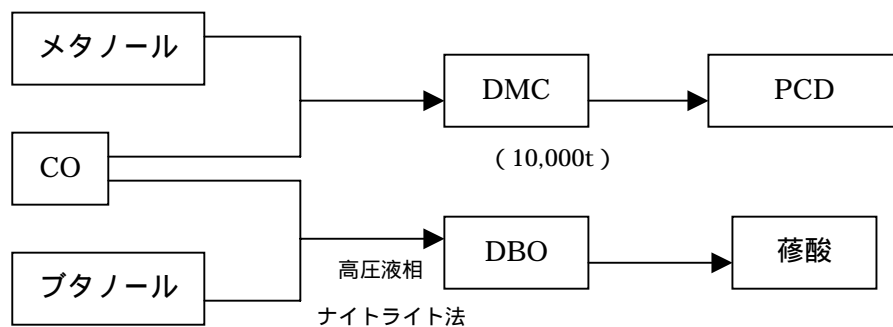 メタノール
DMC
PCD
(10,000t)
CO
DBO
蓚酸
高圧液相
ブタノール
ナイトライト法